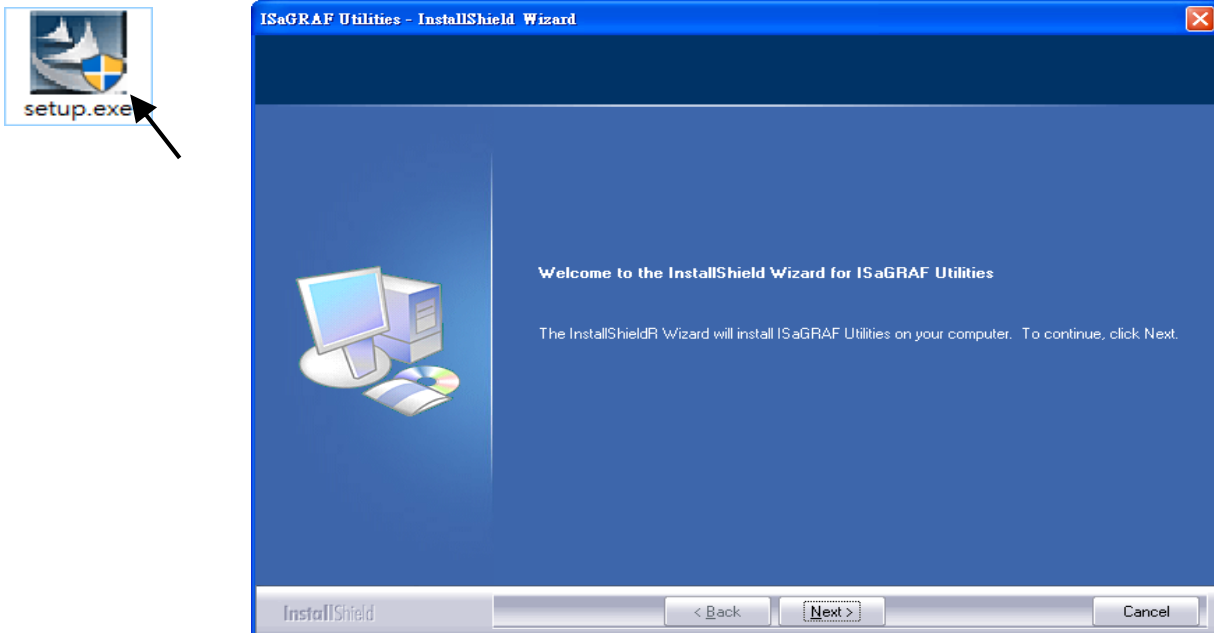 setup.exe
ISaGRAF Utilities - InstallShield Wizard
Welcome to the InstallShield Wizard for ISaGRAF Utilities
The InstallShieldR Wizard will install ISaGRAF Utilities on your computer. To continue, click Next.
InstallShield
< Back
Next >
Cancel